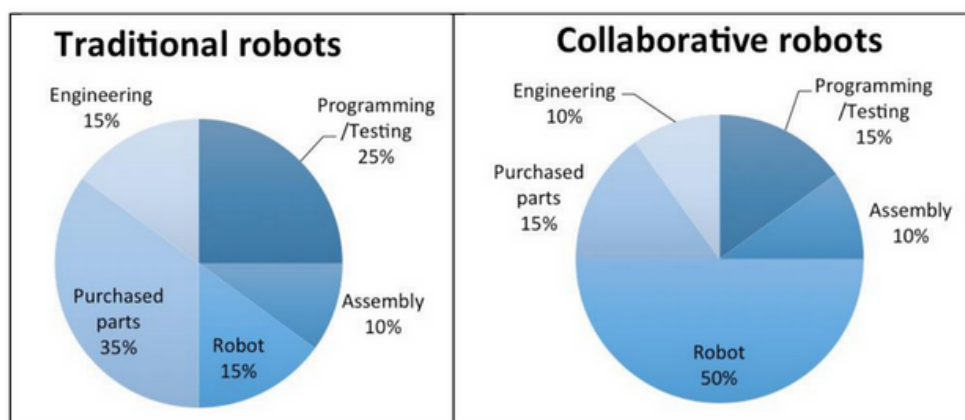 Traditional robots
Engineering
15%
Programming
/Testing
25%
Purchased
parts
35%
Robot
15%
Assembly
10%
Collaborative robots
Engineering
10%
Programming
/Testing
15%
Purchased
parts
15%
Assembly
10%
Robot
50%